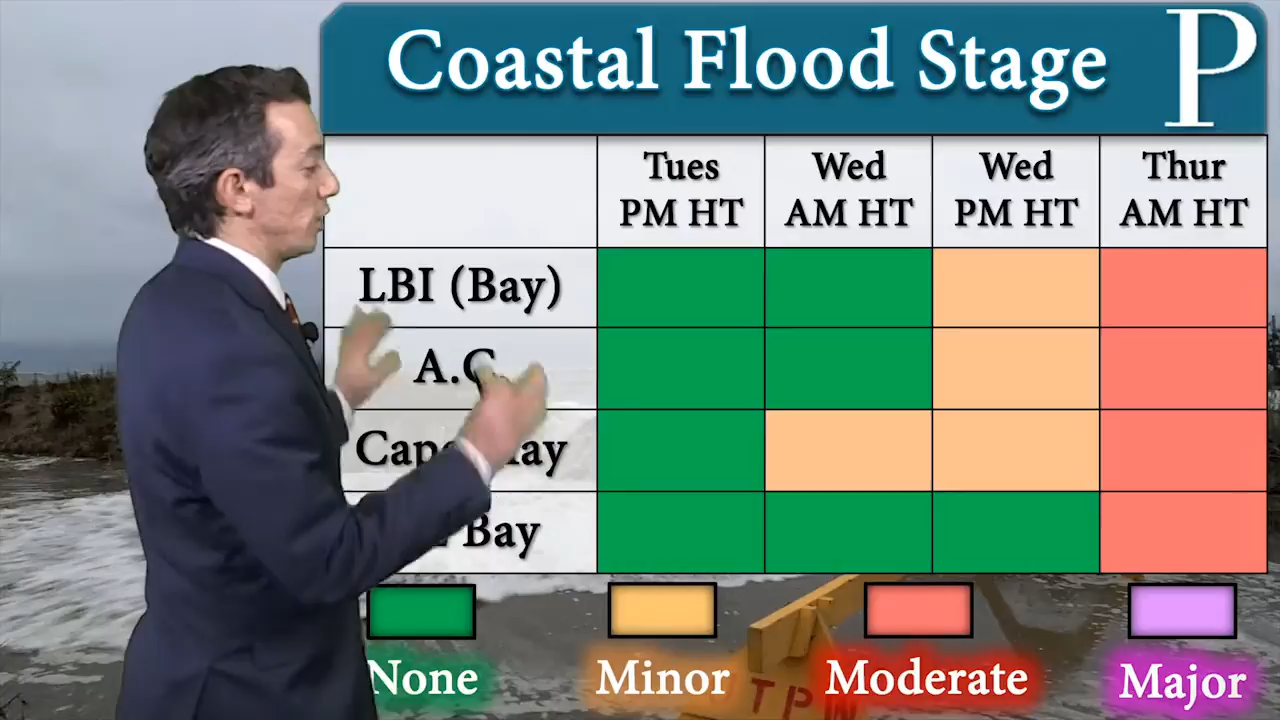 Coastal Flood Stage P
Tues Wed Wed Thur
PM HT AM HT PM HT AM HT
LBI (Bay)
A.C.
Bay
None Minor Moderate Major
TPW